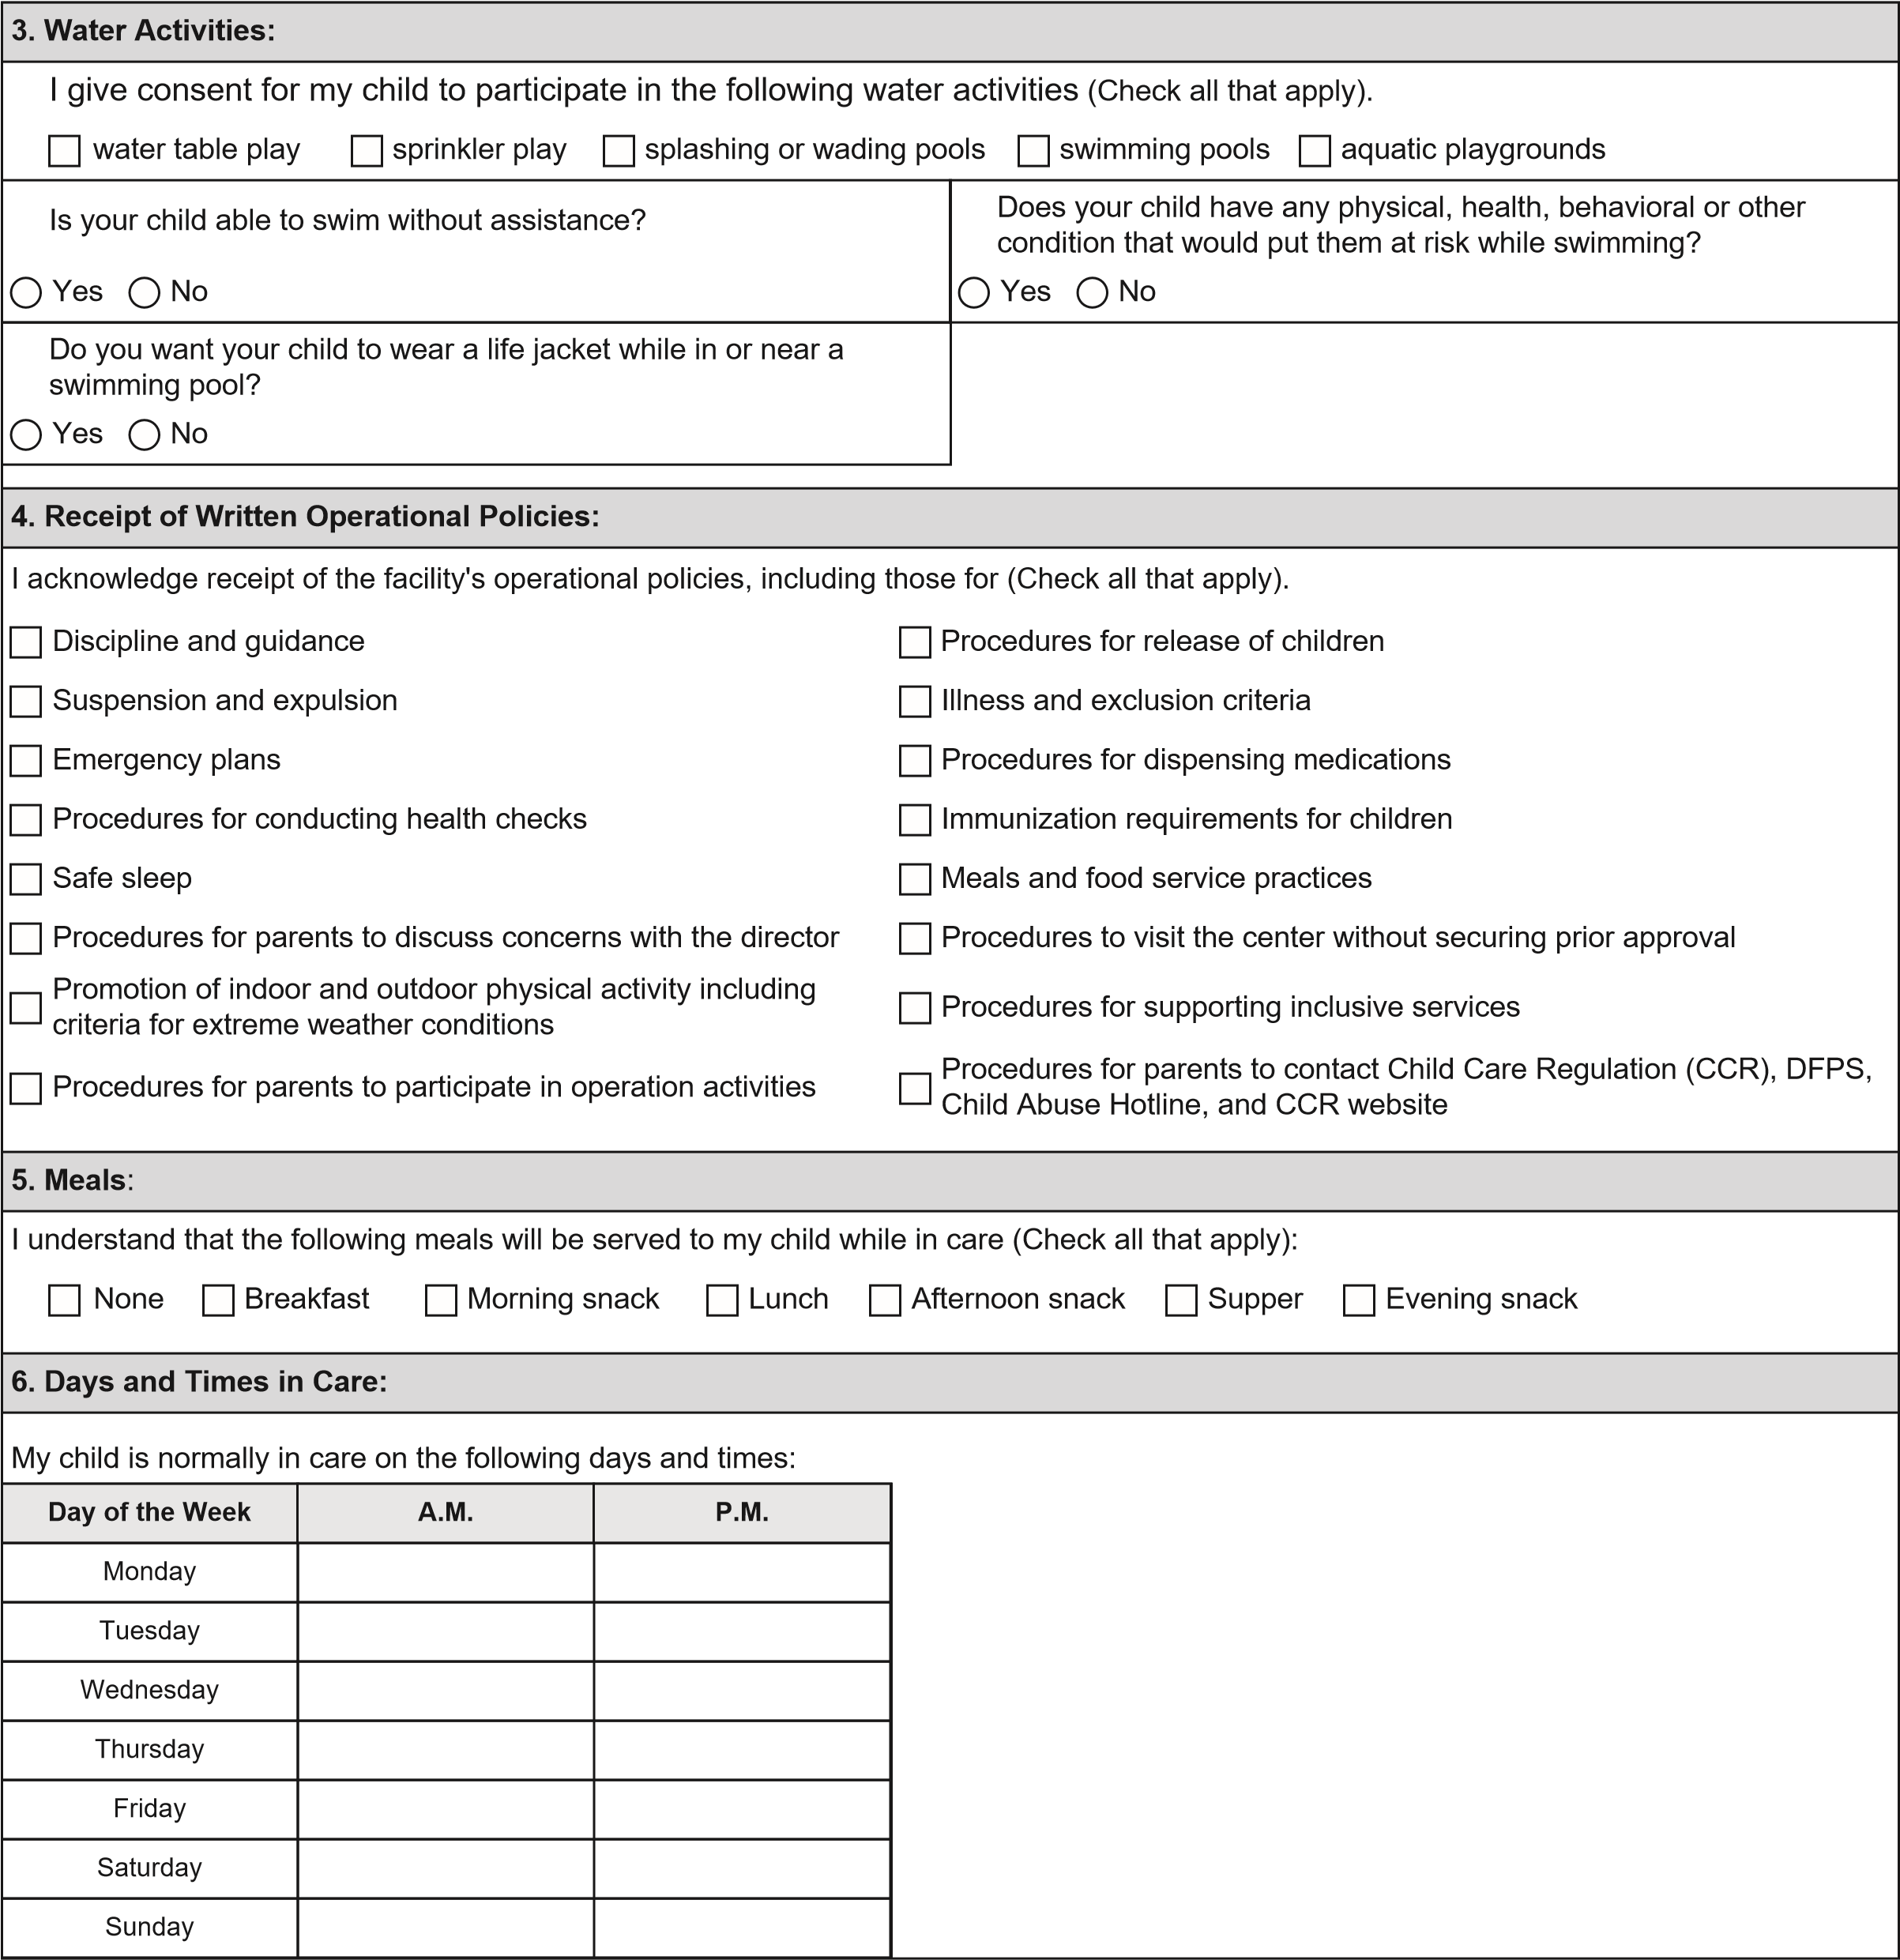 3. Water Activities:
I give consent for my child to participate in the following water activities (Check all that apply).
water table play sprinkler play splashing or wading pools swimming pools aquatic playgrounds
Is your child able to swim without assistance?
Yes No
Does your child have any physical, health, behavioral or other
condition that would put them at risk while swimming?
Yes No
Do you want your child to wear a life jacket while in or near a
swimming pool?
Yes No
4. Receipt of Written Operational Policies:
I acknowledge receipt of the facility's operational policies, including those for (Check all that apply).
Discipline and guidance
Procedures for release of children
Suspension and expulsion
Illness and exclusion criteria
Emergency plans
Procedures for dispensing medications
Procedures for conducting health checks
Immunization requirements for children
Safe sleep
Meals and food service practices
Procedures for parents to discuss concerns with the director
Procedures to visit the center without securing prior approval
Promotion of indoor and outdoor physical activity including
criteria for extreme weather conditions
Procedures for supporting inclusive services
Procedures for parents to participate in operation activities
Procedures for parents to contact Child Care Regulation (CCR), DFPS,
Child Abuse Hotline, and CCR website
5. Meals:
I understand that the following meals will be served to my child while in care (Check all that apply):
None Breakfast Morning snack Lunch Afternoon snack Supper Evening snack
6. Days and Times in Care:
My child is normally in care on the following days and times:
Day of the Week A.M. P.M.
Monday
Tuesday
Wednesday
Thursday
Friday
Saturday
Sunday